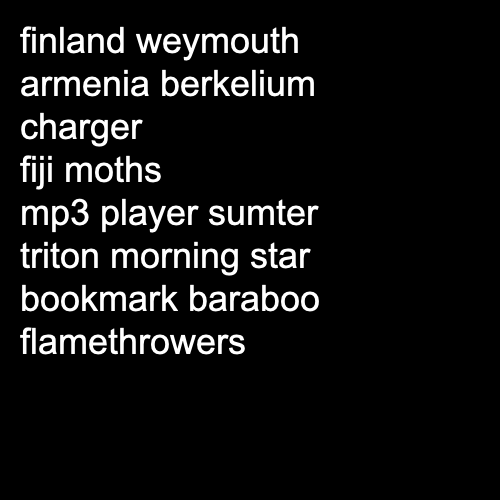 finland weymouth
armenia berkelium
charger
fiji moths
mp3 player sumter
triton morning star
bookmark baraboo
flamethrowers